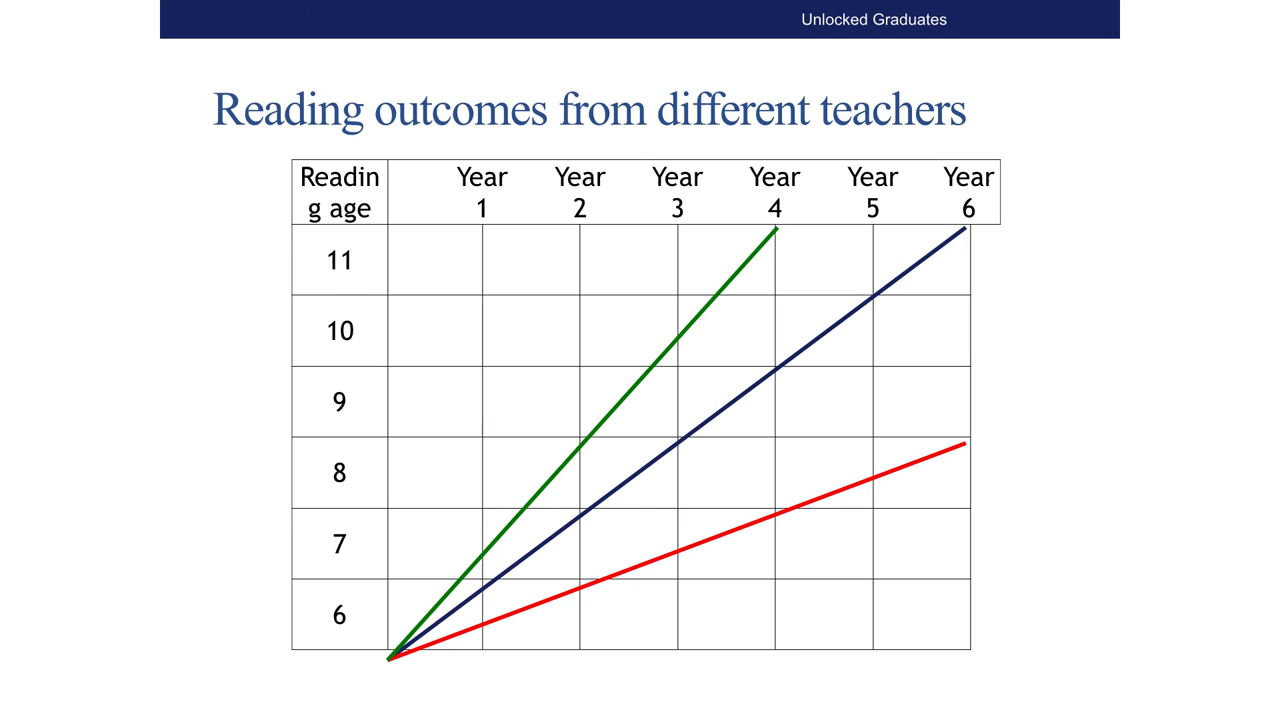 Unlocked Graduates
Reading outcomes from different teachers
Readin Year Year Year Year Year Year
g age 1 2 3 4 5 6
11
10
9
8
7
6